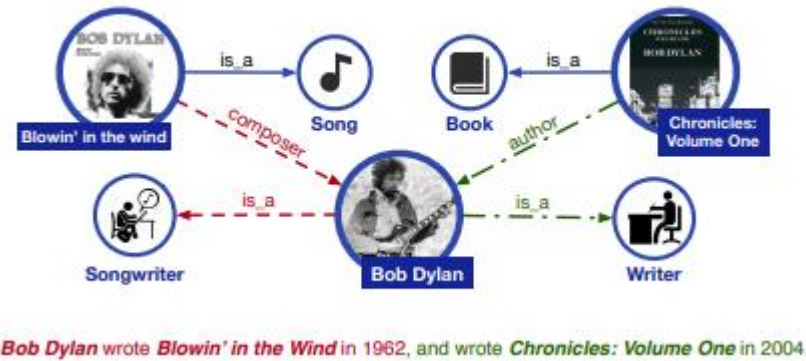 BOB DYLAN
is_a
is_a
CHRONICLES
BOB DYLAN
Blowin' in the wind
Song
Book
Chronicles:
Volume One
composer
author
is_a
is_a
Songwriter
Bob Dylan
Writer
Bob Dylan wrote Blowin' in the Wind in 1962, and wrote Chronicles: Volume One in 2004